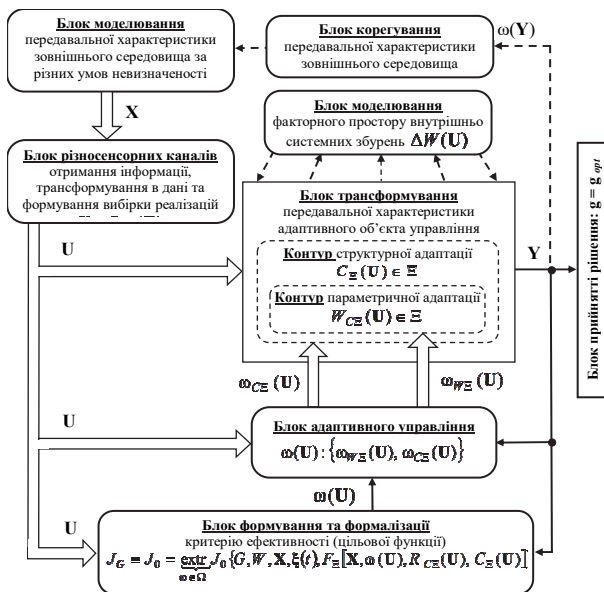 Блок моделювання
передавальної характеристики
зовнішнього середовища за
різних умов невизначеності
Блок корегування
передавальної характеристики
зовнішнього середовища
ω(Y)
X
Блок моделювання
факторного простору внутрішньо
системних збурень ΔW(U)
Блок різносенсорних каналів
отримання інформації,
трансформування в дані та
формування вибірки реалізацій
Блок трансформування
передавальної характеристики
адаптивного об’єкта управління
U
Контур структурної адаптації
C_Ξ(U) ∈ Ξ
Контур параметричної адаптації
W_CΞ(U) ∈ Ξ
Y
Блок прийнятті рішення: g = g_opt
ω_CΞ(U)
ω_WΞ(U)
U
Блок адаптивного управління
ω(U) : {ω_WΞ(U), ω_CΞ(U)}
ω(U)
U
Блок формування та формалізації
критерію ефективності (цільової функції)
J_G = J_0 = extr J_0 {G, W, X, ξ(t), F_Ξ[X, ω(U), R_CΞ(U), C_Ξ(U)]
ω∈Ω